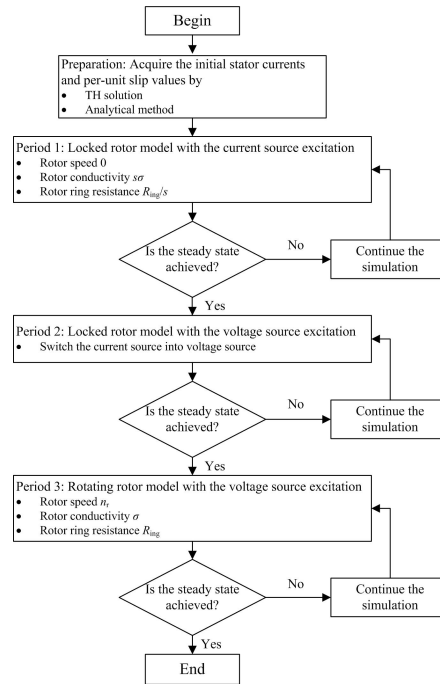 Begin
Preparation: Acquire the initial stator currents
and per-unit slip values by
• TH solution
• Analytical method
Period 1: Locked rotor model with the current source excitation
• Rotor speed 0
• Rotor conductivity sσ
• Rotor ring resistance Ring/s
Is the steady state
achieved?
No
Continue the
simulation
Yes
Period 2: Locked rotor model with the voltage source excitation
• Switch the current source into voltage source
Is the steady state
achieved?
No
Continue the
simulation
Yes
Period 3: Rotating rotor model with the voltage source excitation
• Rotor speed nr
• Rotor conductivity σ
• Rotor ring resistance Ring
Is the steady state
achieved?
No
Continue the
simulation
Yes
End